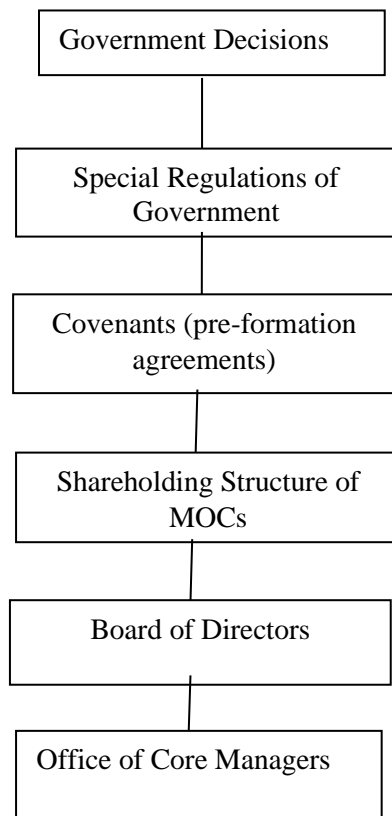 Government Decisions
Special Regulations of
Government
Covenants (pre-formation
agreements)
Shareholding Structure of
MOCs
Board of Directors
Office of Core Managers